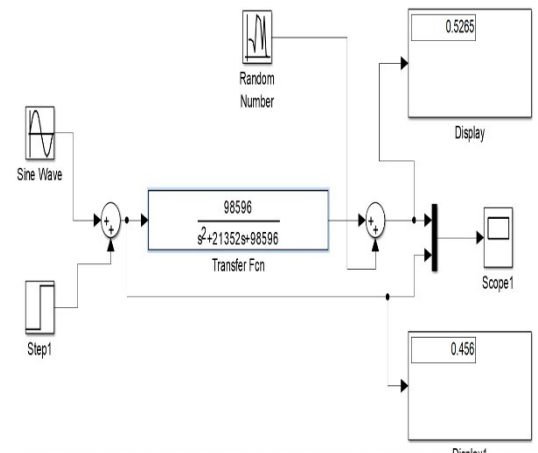 0.5265
Random
Number
Display
Sine Wave
98596
s²+21352s+98596
Transfer Fcn
Scope1
Step1
0.456